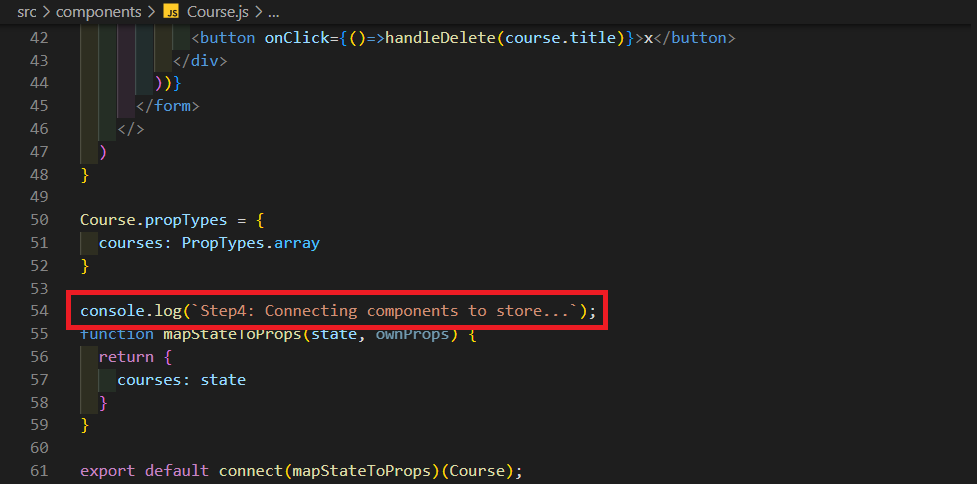 src > components > JS Course.js > ...
42 <button onClick={()=>handleDelete(course.title)}>x</button>
43 </div>
44 ))}
45 </form>
46 </>
47 )
48 }
49
50 Course.propTypes = {
51 courses: PropTypes.array
52 }
53
54 console.log(`Step4: Connecting components to store...`);
55 function mapStateToProps(state, ownProps) {
56 return {
57 courses: state
58 }
59 }
60
61 export default connect(mapStateToProps)(Course);